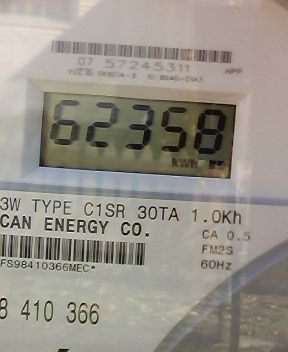 07 57245311
HPP
62358
kWh
3W TYPE C1SR 30TA 1.0Kh
CAN ENERGY CO.
CA 0.5
FM2S
60Hz
FS98410366MEC*
8 410 366